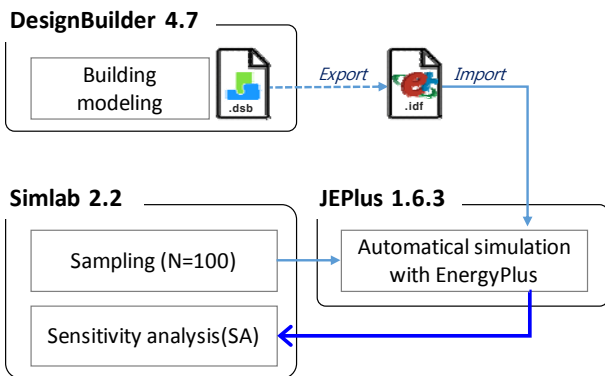 DesignBuilder 4.7
Building
modeling
.dsb
Export
.idf
Import
Simlab 2.2
Sampling (N=100)
Sensitivity analysis(SA)
JEPlus 1.6.3
Automatical simulation
with EnergyPlus